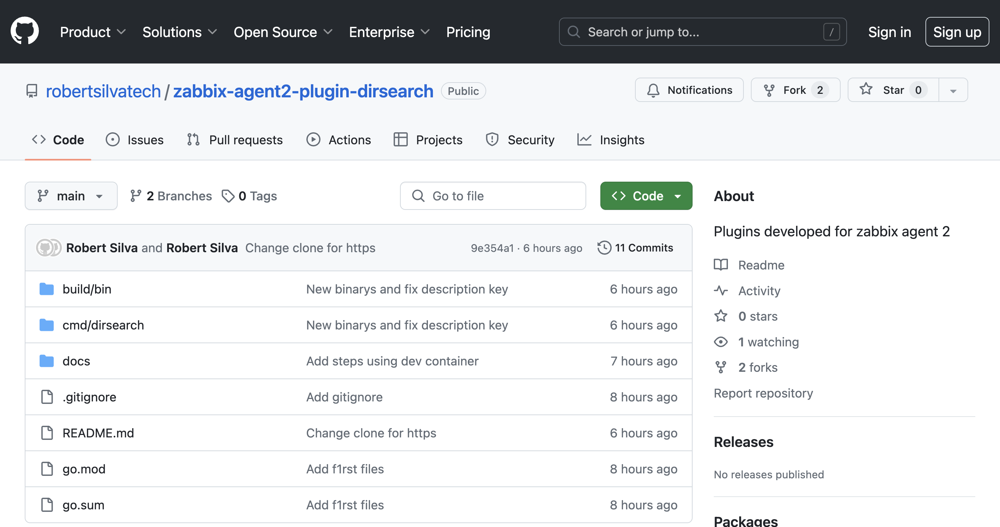 Product Solutions Open Source Enterprise Pricing Search or jump to... / Sign in Sign up
robertsilvatech / zabbix-agent2-plugin-dirsearch Public Notifications Fork 2 Star 0
Code Issues Pull requests Actions Projects Security Insights
main 2 Branches 0 Tags Go to file Code
Robert Silva and Robert Silva Change clone for https 9e354a1 · 6 hours ago 11 Commits
build/bin New binarys and fix description key 6 hours ago
cmd/dirsearch New binarys and fix description key 6 hours ago
docs Add steps using dev container 7 hours ago
.gitignore Add gitignore 8 hours ago
README.md Change clone for https 6 hours ago
go.mod Add f1rst files 8 hours ago
go.sum Add f1rst files 8 hours ago
About
Plugins developed for zabbix agent 2
Readme
Activity
0 stars
1 watching
2 forks
Report repository
Releases
No releases published
Packages